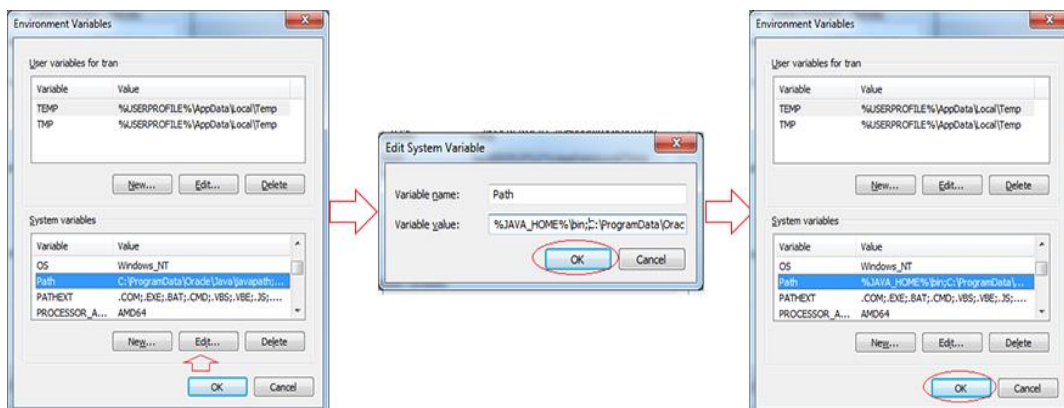 Environment Variables
User variables for tran
Variable Value
TEMP %USERPROFILE%\AppData\Local\Temp
TMP %USERPROFILE%\AppData\Local\Temp
New... Edit... Delete
System variables
Variable Value
OS Windows_NT
Path C:\ProgramData\Oracle\Java\javapath;...
PATHEXT .COM;.EXE;.BAT;.CMD;.VBS;.VBE;.JS;....
PROCESSOR_A... AMD64
New... Edit... Delete
OK Cancel
Edit System Variable
Variable name: Path
Variable value: %JAVA_HOME%\bin;C:\ProgramData\Orac
OK Cancel
Environment Variables
User variables for tran
Variable Value
TEMP %USERPROFILE%\AppData\Local\Temp
TMP %USERPROFILE%\AppData\Local\Temp
New... Edit... Delete
System variables
Variable Value
OS Windows_NT
Path %JAVA_HOME%\bin;C:\ProgramData\...
PATHEXT .COM;.EXE;.BAT;.CMD;.VBS;.VBE;.JS;....
PROCESSOR_A... AMD64
New... Edit... Delete
OK Cancel